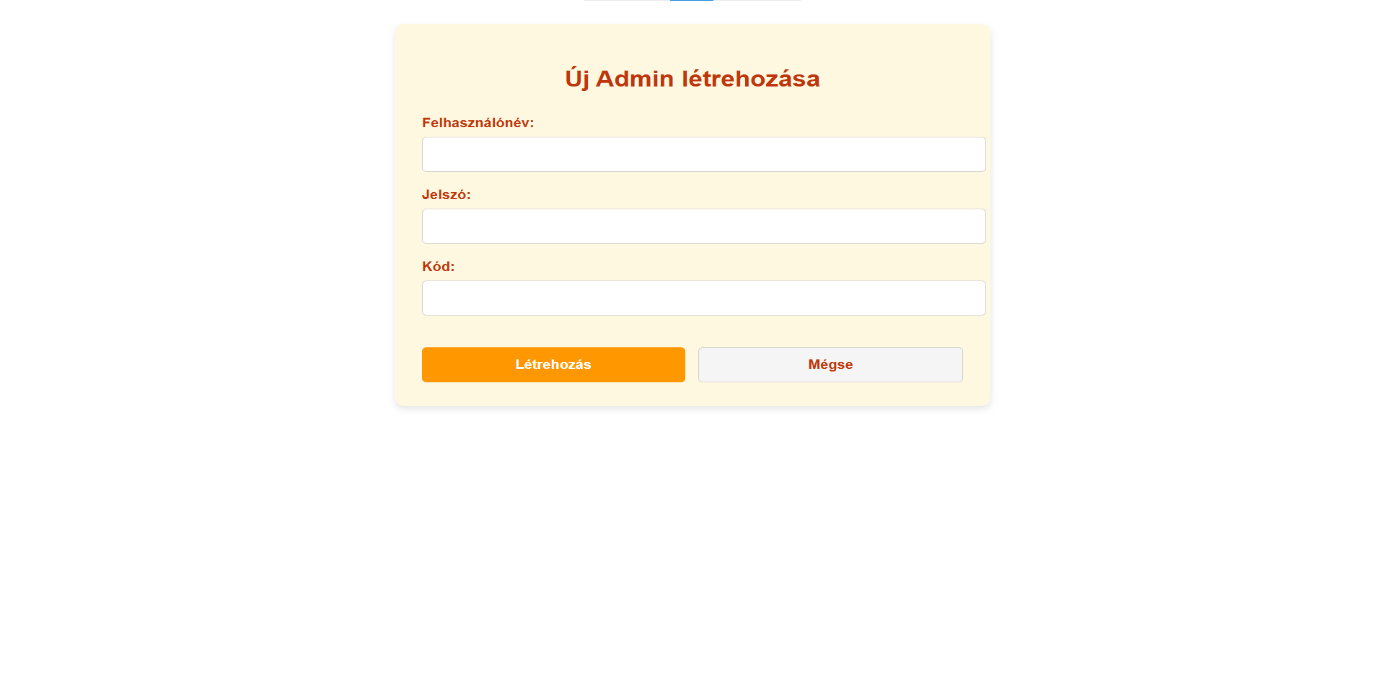 Új Admin létrehozása
Felhasználónév:
Jelszó:
Kód:
Létrehozás Mégse